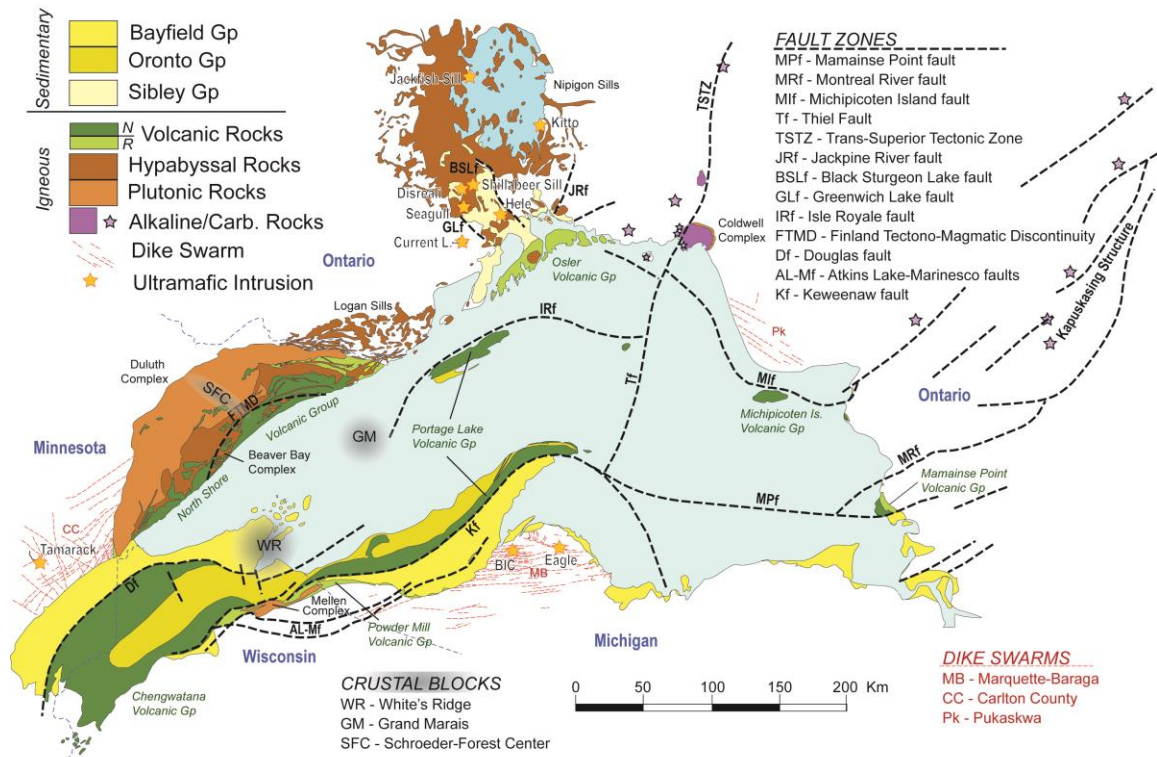 Sedimentary
Bayfield Gp
Oronto Gp
Sibley Gp
Igneous
N
R
Volcanic Rocks
Hypabyssal Rocks
Plutonic Rocks
Alkaline/Carb. Rocks
Dike Swarm
Ultramafic Intrusion
FAULT ZONES
MPf - Mamainse Point fault
MRf - Montreal River fault
MIf - Michipicoten Island fault
Tf - Thiel Fault
TSTZ - Trans-Superior Tectonic Zone
JRf - Jackpine River fault
BSLf - Black Sturgeon Lake fault
GLf - Greenwich Lake fault
IRf - Isle Royale fault
FTMD - Finland Tectono-Magmatic Discontinuity
Df - Douglas fault
AL-Mf - Atkins Lake-Marinesco faults
Kf - Keweenaw fault
Jackfish Sill
Nipigon Sills
Kitto
TSTZ
BSLf
Disreali
Shillabeer Sill
JRf
Seagull
Hele
GLf
Current L.
Coldwell
Complex
Ontario
Osler
Volcanic Gp
Kapuskasing Structure
Logan Sills
IRf
Pk
Duluth
Complex
SFC
FTMD
Tf
MIf
Ontario
Michipicoten Is.
Volcanic Gp
Volcanic Group
GM
Portage Lake
Volcanic Gp
Minnesota
Beaver Bay
Complex
MRf
Mamainse Point
Volcanic Gp
North Shore
MPf
CC
Kf
Tamarack
WR
BIC
Eagle
MB
Df
Mellen
Complex
AL-Mf
Powder Mill
Volcanic Gp
Michigan
Wisconsin
Chengwatana
Volcanic Gp
CRUSTAL BLOCKS
WR - White's Ridge
GM - Grand Marais
SFC - Schroeder-Forest Center
0 50 100 150 200 Km
DIKE SWARMS
MB - Marquette-Baraga
CC - Carlton County
Pk - Pukaskwa